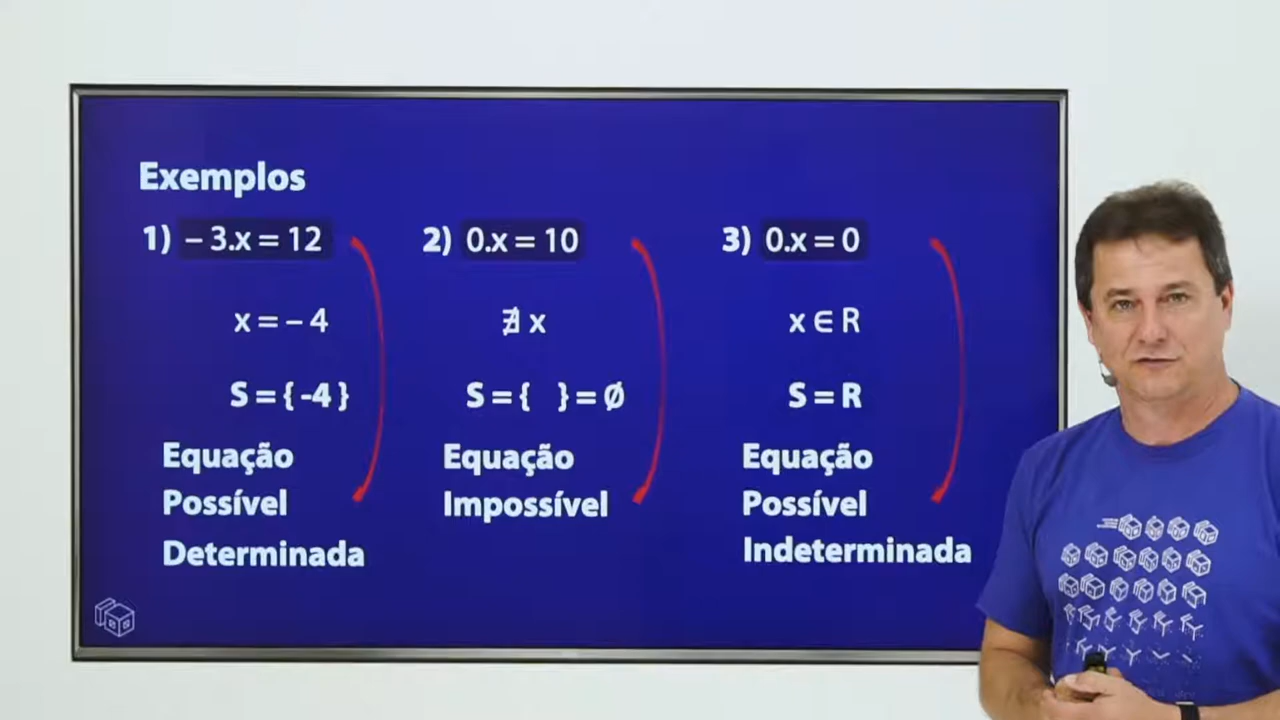 Exemplos
1) – 3.x = 12
x = – 4
S = { -4 }
Equação
Possível
Determinada
2) 0.x = 10
∄ x
S = {   } = Ø
Equação
Impossível
3) 0.x = 0
x ∈ R
S = R
Equação
Possível
Indeterminada